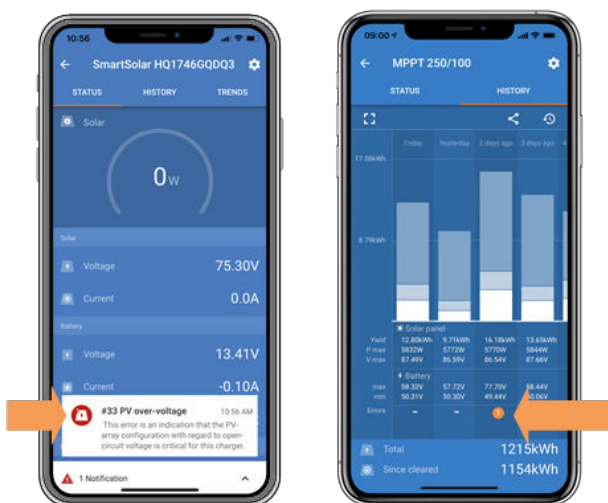 10:56
SmartSolar HQ1746GQDQ3
STATUS HISTORY TRENDS
Solar
0w
Solar
Voltage 75.30V
Current 0.0A
Battery
Voltage 13.41V
Current -0.10A
#33 PV over-voltage 10:56 AM
This error is an indication that the PV-
array configuration with regard to open-
circuit voltage is critical for this charger.
1 Notification
09:00
MPPT 250/100
STATUS HISTORY
Today Yesterday 2 days ago 3 days ago 4
17.58kWh
8.79kWh
Solar panel
Yield 12.80kWh 9.71kWh 16.18kWh 13.65kWh
P max 5832W 5772W 5770W 5844W
V max 87.49V 86.59V 86.54V 87.66V
Battery
max 58.32V 57.72V 77.70V 58.44V
min 50.31V 50.30V 49.44V
Errors - - 1
Total 1215kWh
Since cleared 1154kWh